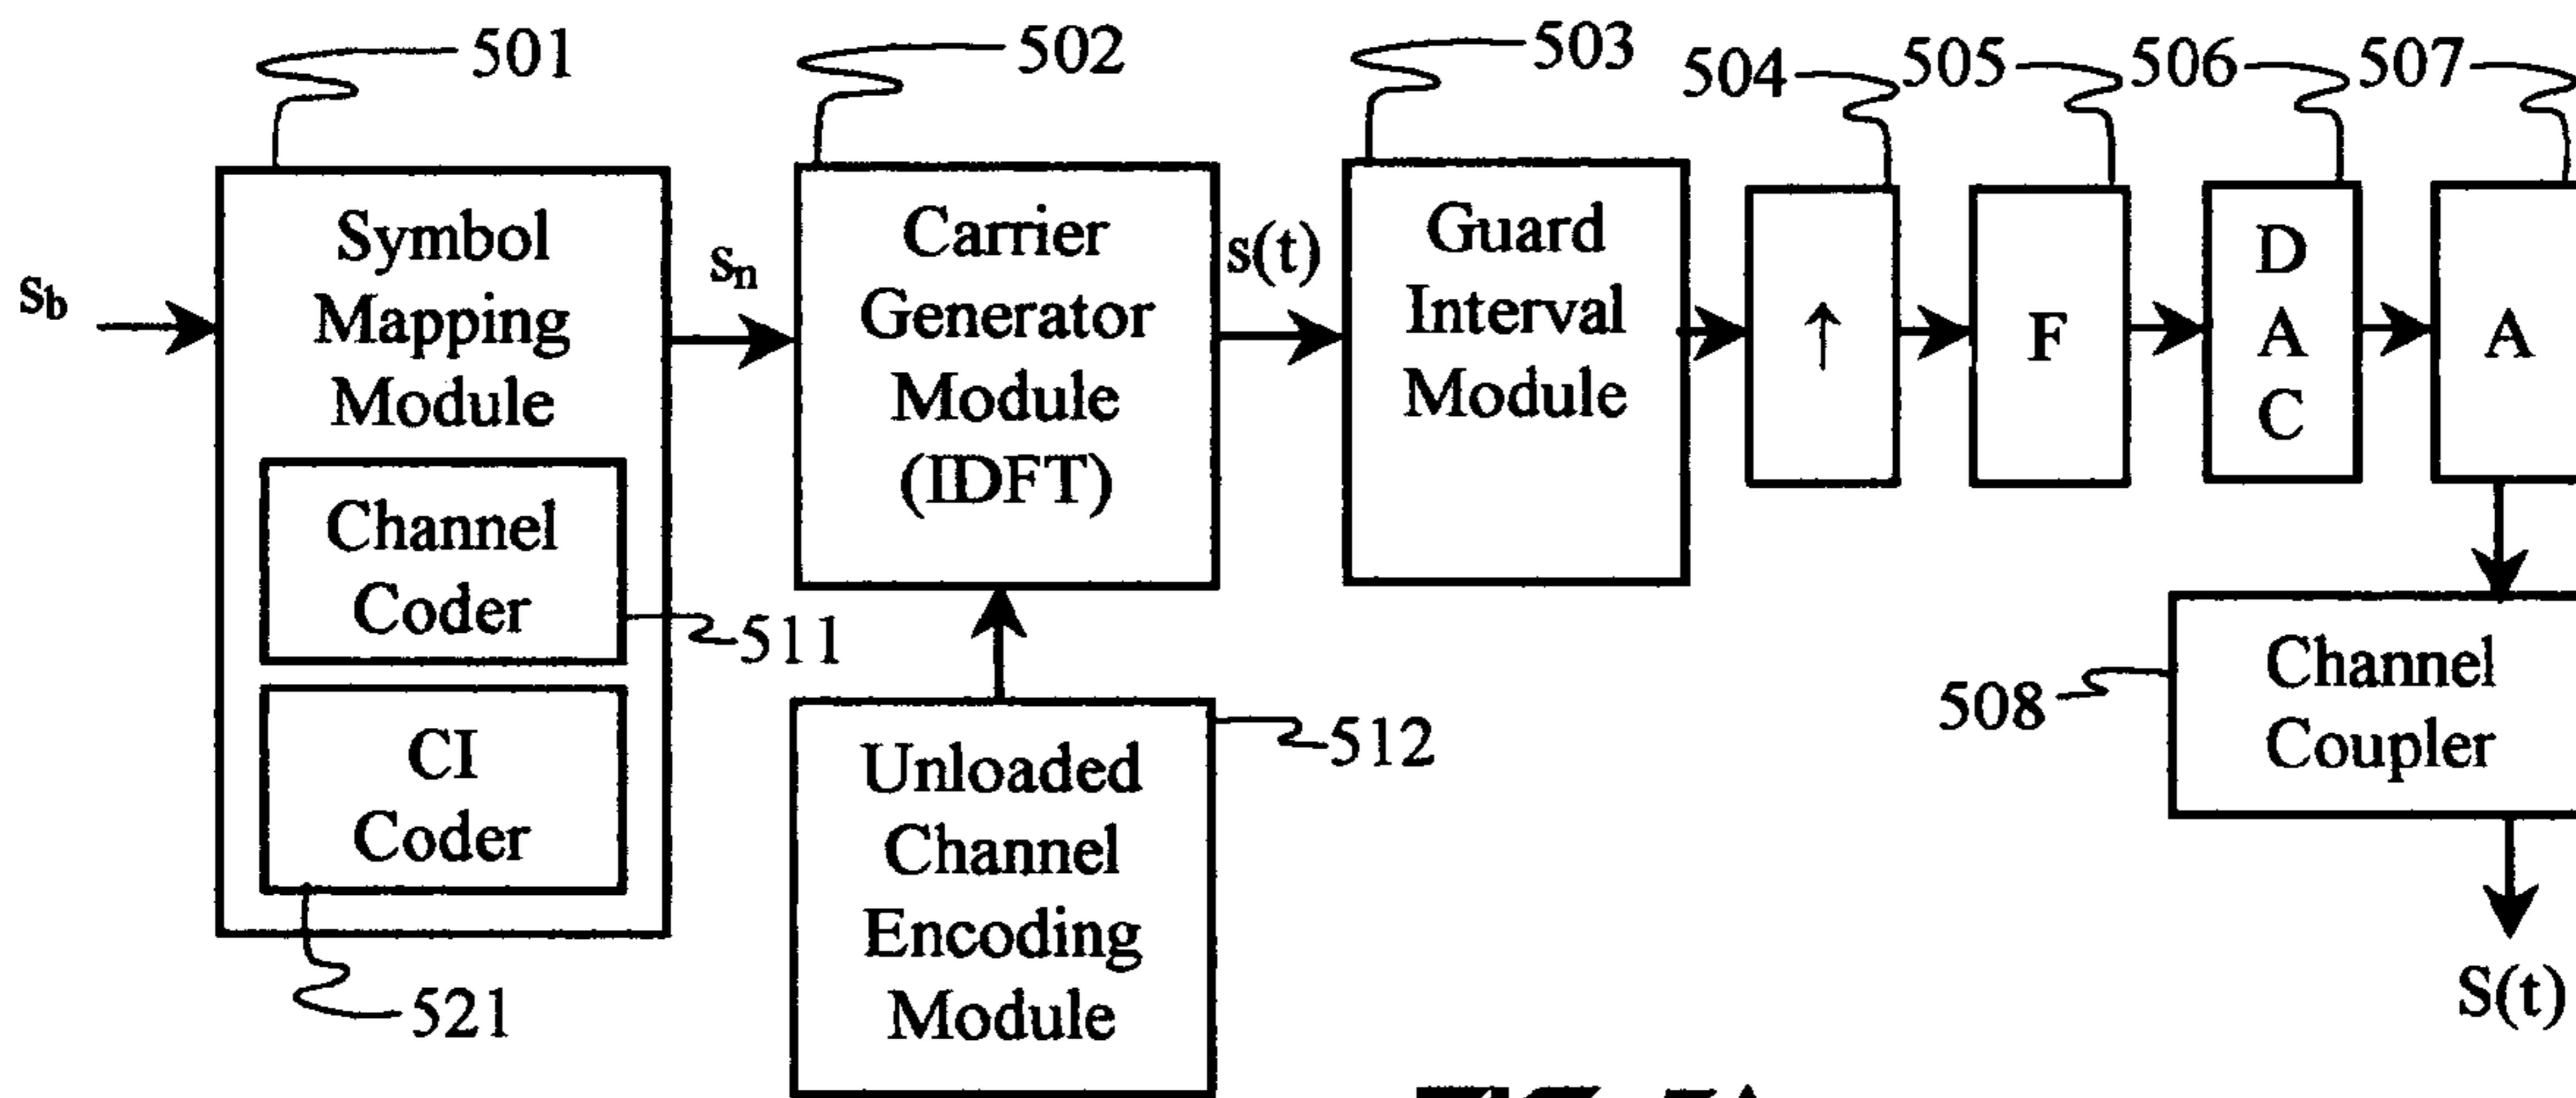 501
502
503
504
505
506
507
sb
Symbol
Mapping
Module
sn
Carrier
Generator
Module
(IDFT)
s(t)
Guard
Interval
Module
↑
F
D
A
C
A
Channel
Coder
511
CI
Coder
521
Unloaded
Channel
Encoding
Module
512
508
Channel
Coupler
S(t)